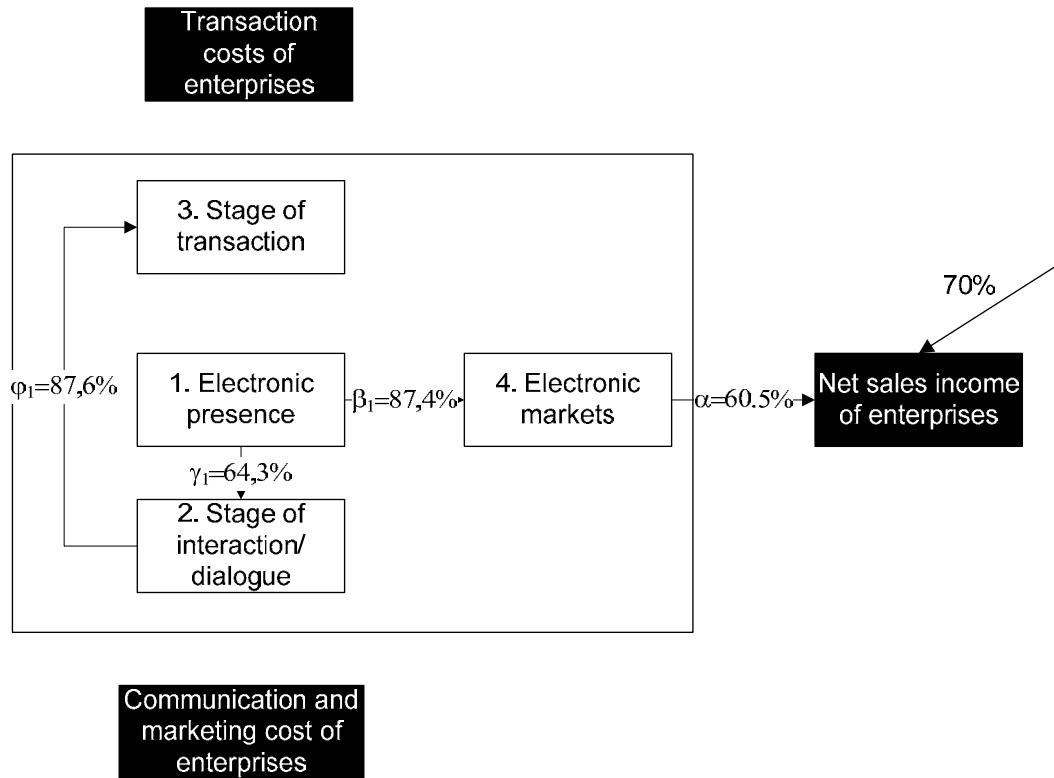 Transaction
costs of
enterprises
3. Stage of
transaction
70%
φ₁=87,6%
1. Electronic
presence
β₁=87,4%
4. Electronic
markets
α=60.5%
Net sales income
of enterprises
γ₁=64,3%
2. Stage of
interaction/
dialogue
Communication and
marketing cost of
enterprises